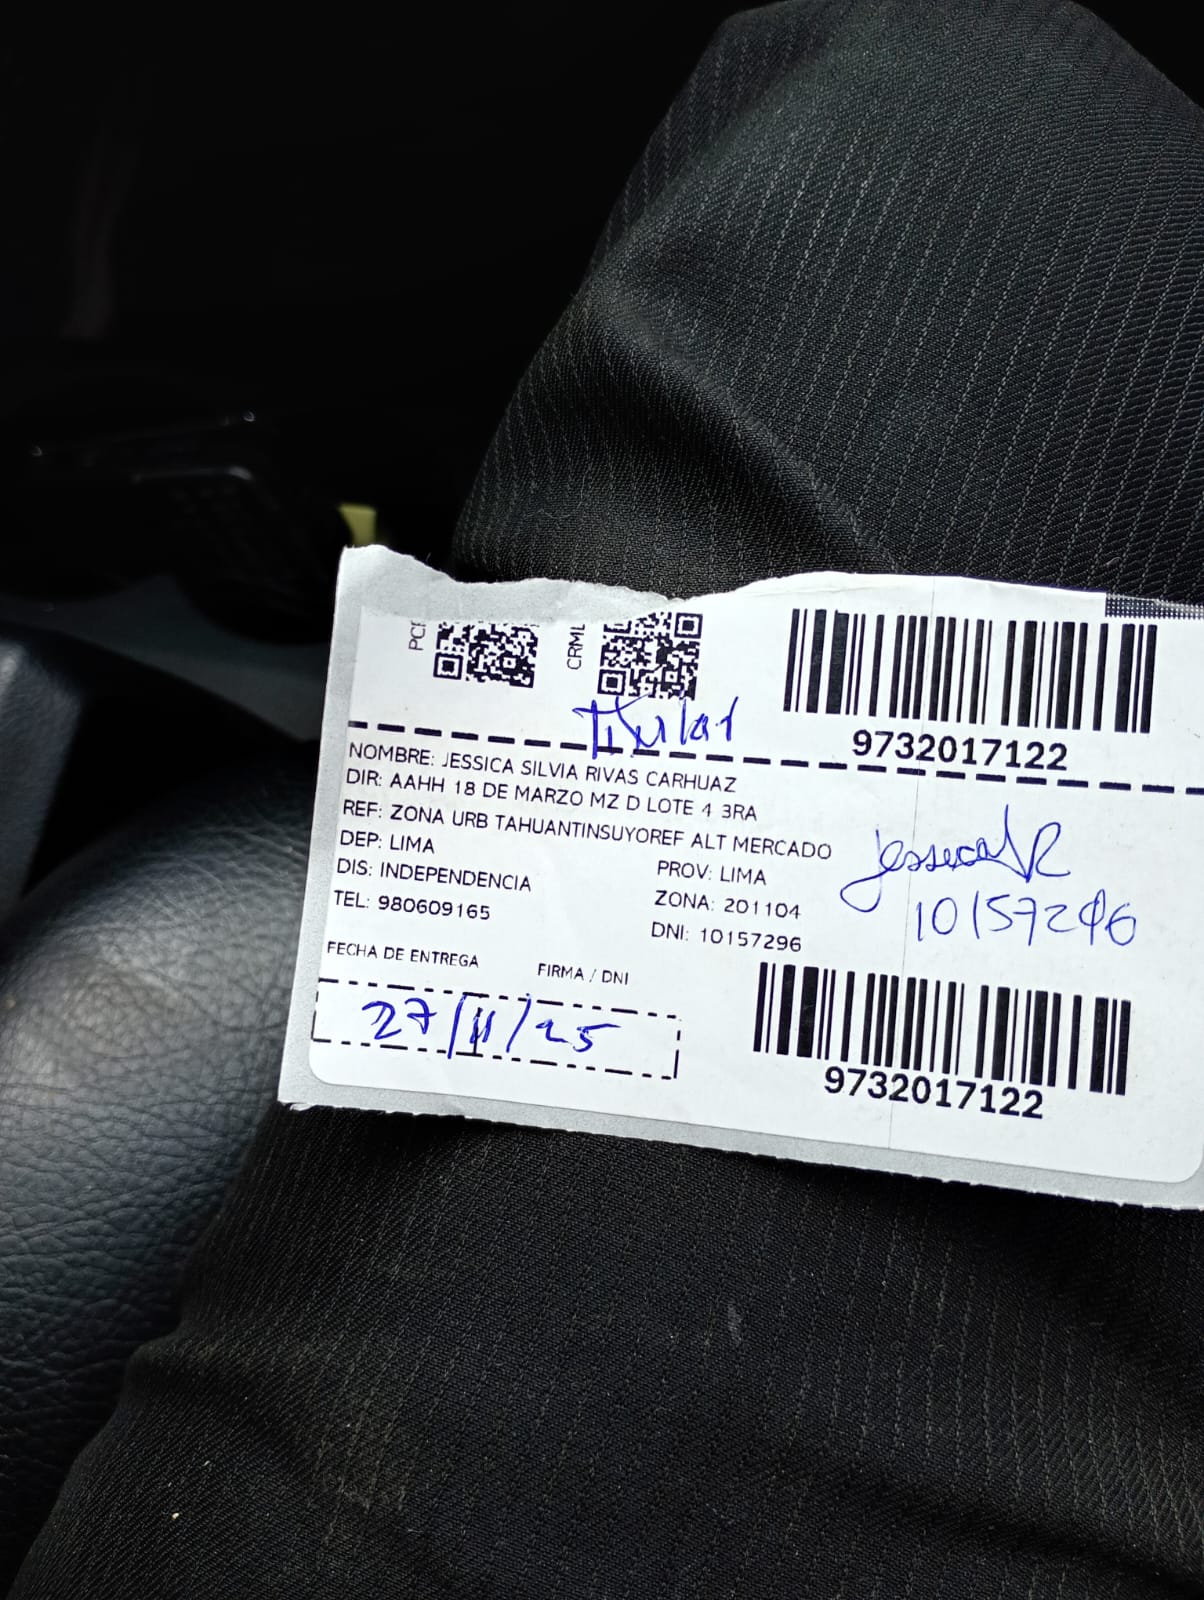 PCI
CRML
Titular
9732017122
NOMBRE: JESSICA SILVIA RIVAS CARHUAZ
DIR: AAHH 18 DE MARZO MZ D LOTE 4 3RA
REF: ZONA URB TAHUANTINSUYOREF ALT MERCADO
DEP: LIMA
PROV: LIMA
DIS: INDEPENDENCIA
ZONA: 201104
TEL: 980609165
DNI: 10157296
JessicaR
10157296
FECHA DE ENTREGA
FIRMA / DNI
27/11/25
9732017122